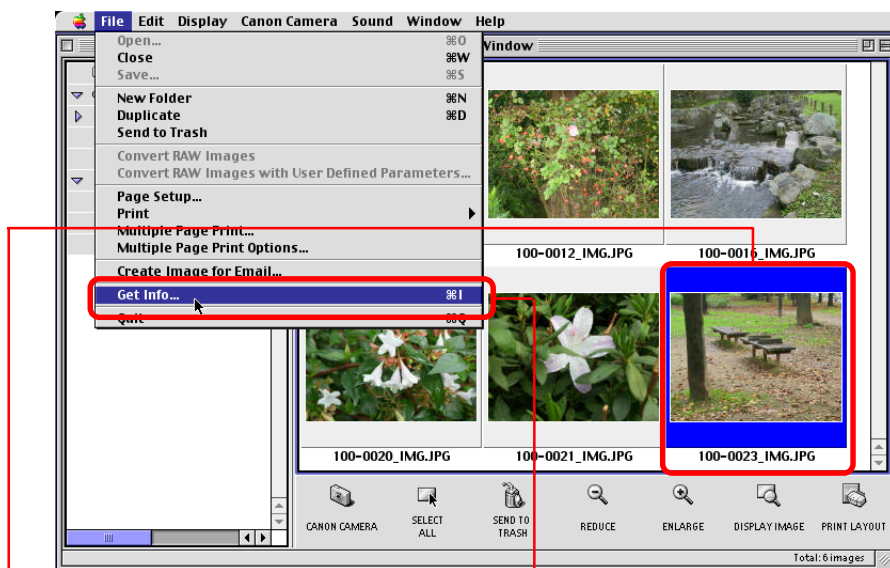 File Edit Display Canon Camera Sound Window Help
Window
Open... ⌘O
Close ⌘W
Save... ⌘S
New Folder ⌘N
Duplicate ⌘D
Send to Trash
Convert RAW Images
Convert RAW Images with User Defined Parameters...
Page Setup...
Print
Multiple Page Print...
Multiple Page Print Options...
Create Image for Email...
Get Info... ⌘I
Quit ⌘Q
100-0012_IMG.JPG 100-0016_IMG.JPG
100-0020_IMG.JPG 100-0021_IMG.JPG 100-0023_IMG.JPG
CANON CAMERA
SELECT
ALL
SEND TO
TRASH
REDUCE
ENLARGE
DISPLAY IMAGE
PRINT LAYOUT
Total:6images